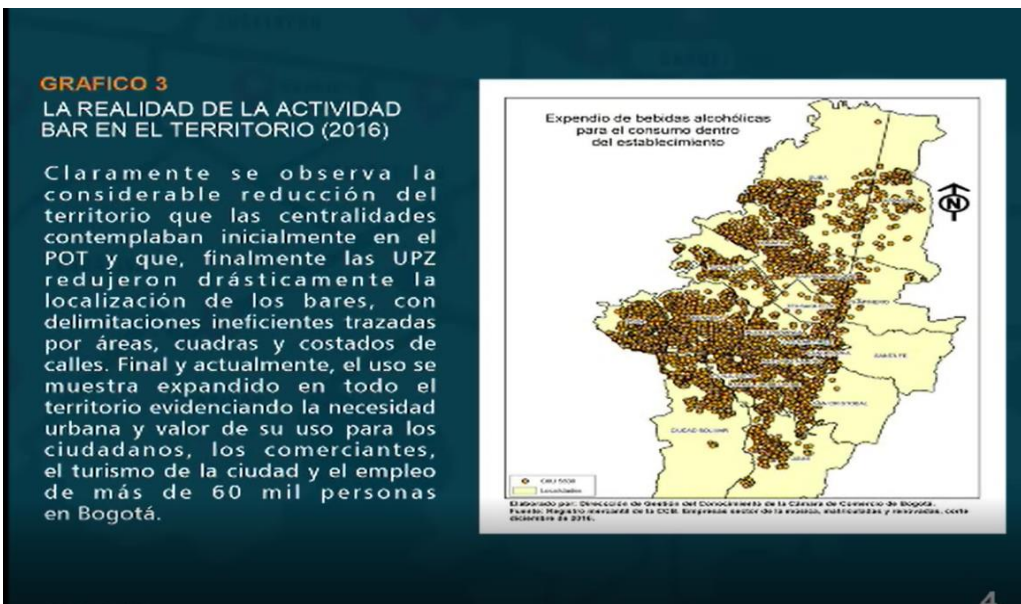 GRAFICO 3
LA REALIDAD DE LA ACTIVIDAD
BAR EN EL TERRITORIO (2016)
Claramente se observa la
considerable reducción del
territorio que las centralidades
contemplaban inicialmente en el
POT y que, finalmente las UPZ
redujeron drásticamente la
localización de los bares, con
delimitaciones ineficientes trazadas
por áreas, cuadras y costados de
calles. Final y actualmente, el uso se
muestra expandido en todo el
territorio evidenciando la necesidad
urbana y valor de su uso para los
ciudadanos, los comerciantes,
el turismo de la ciudad y el empleo
de más de 60 mil personas
en Bogotá.
Expendio de bebidas alcohólicas
para el consumo dentro
del establecimiento
N
SUBA
SANTA FE
CIUDAD BOLIVAR
Localidades
Elaborado por: Dirección de Gestión del Conocimiento de la Cámara de Comercio de Bogotá.
Fuente: Registro mercantil de la CCB. Empresas sector de la música, matriculadas y renovadas, corte
diciembre de 2016.
4